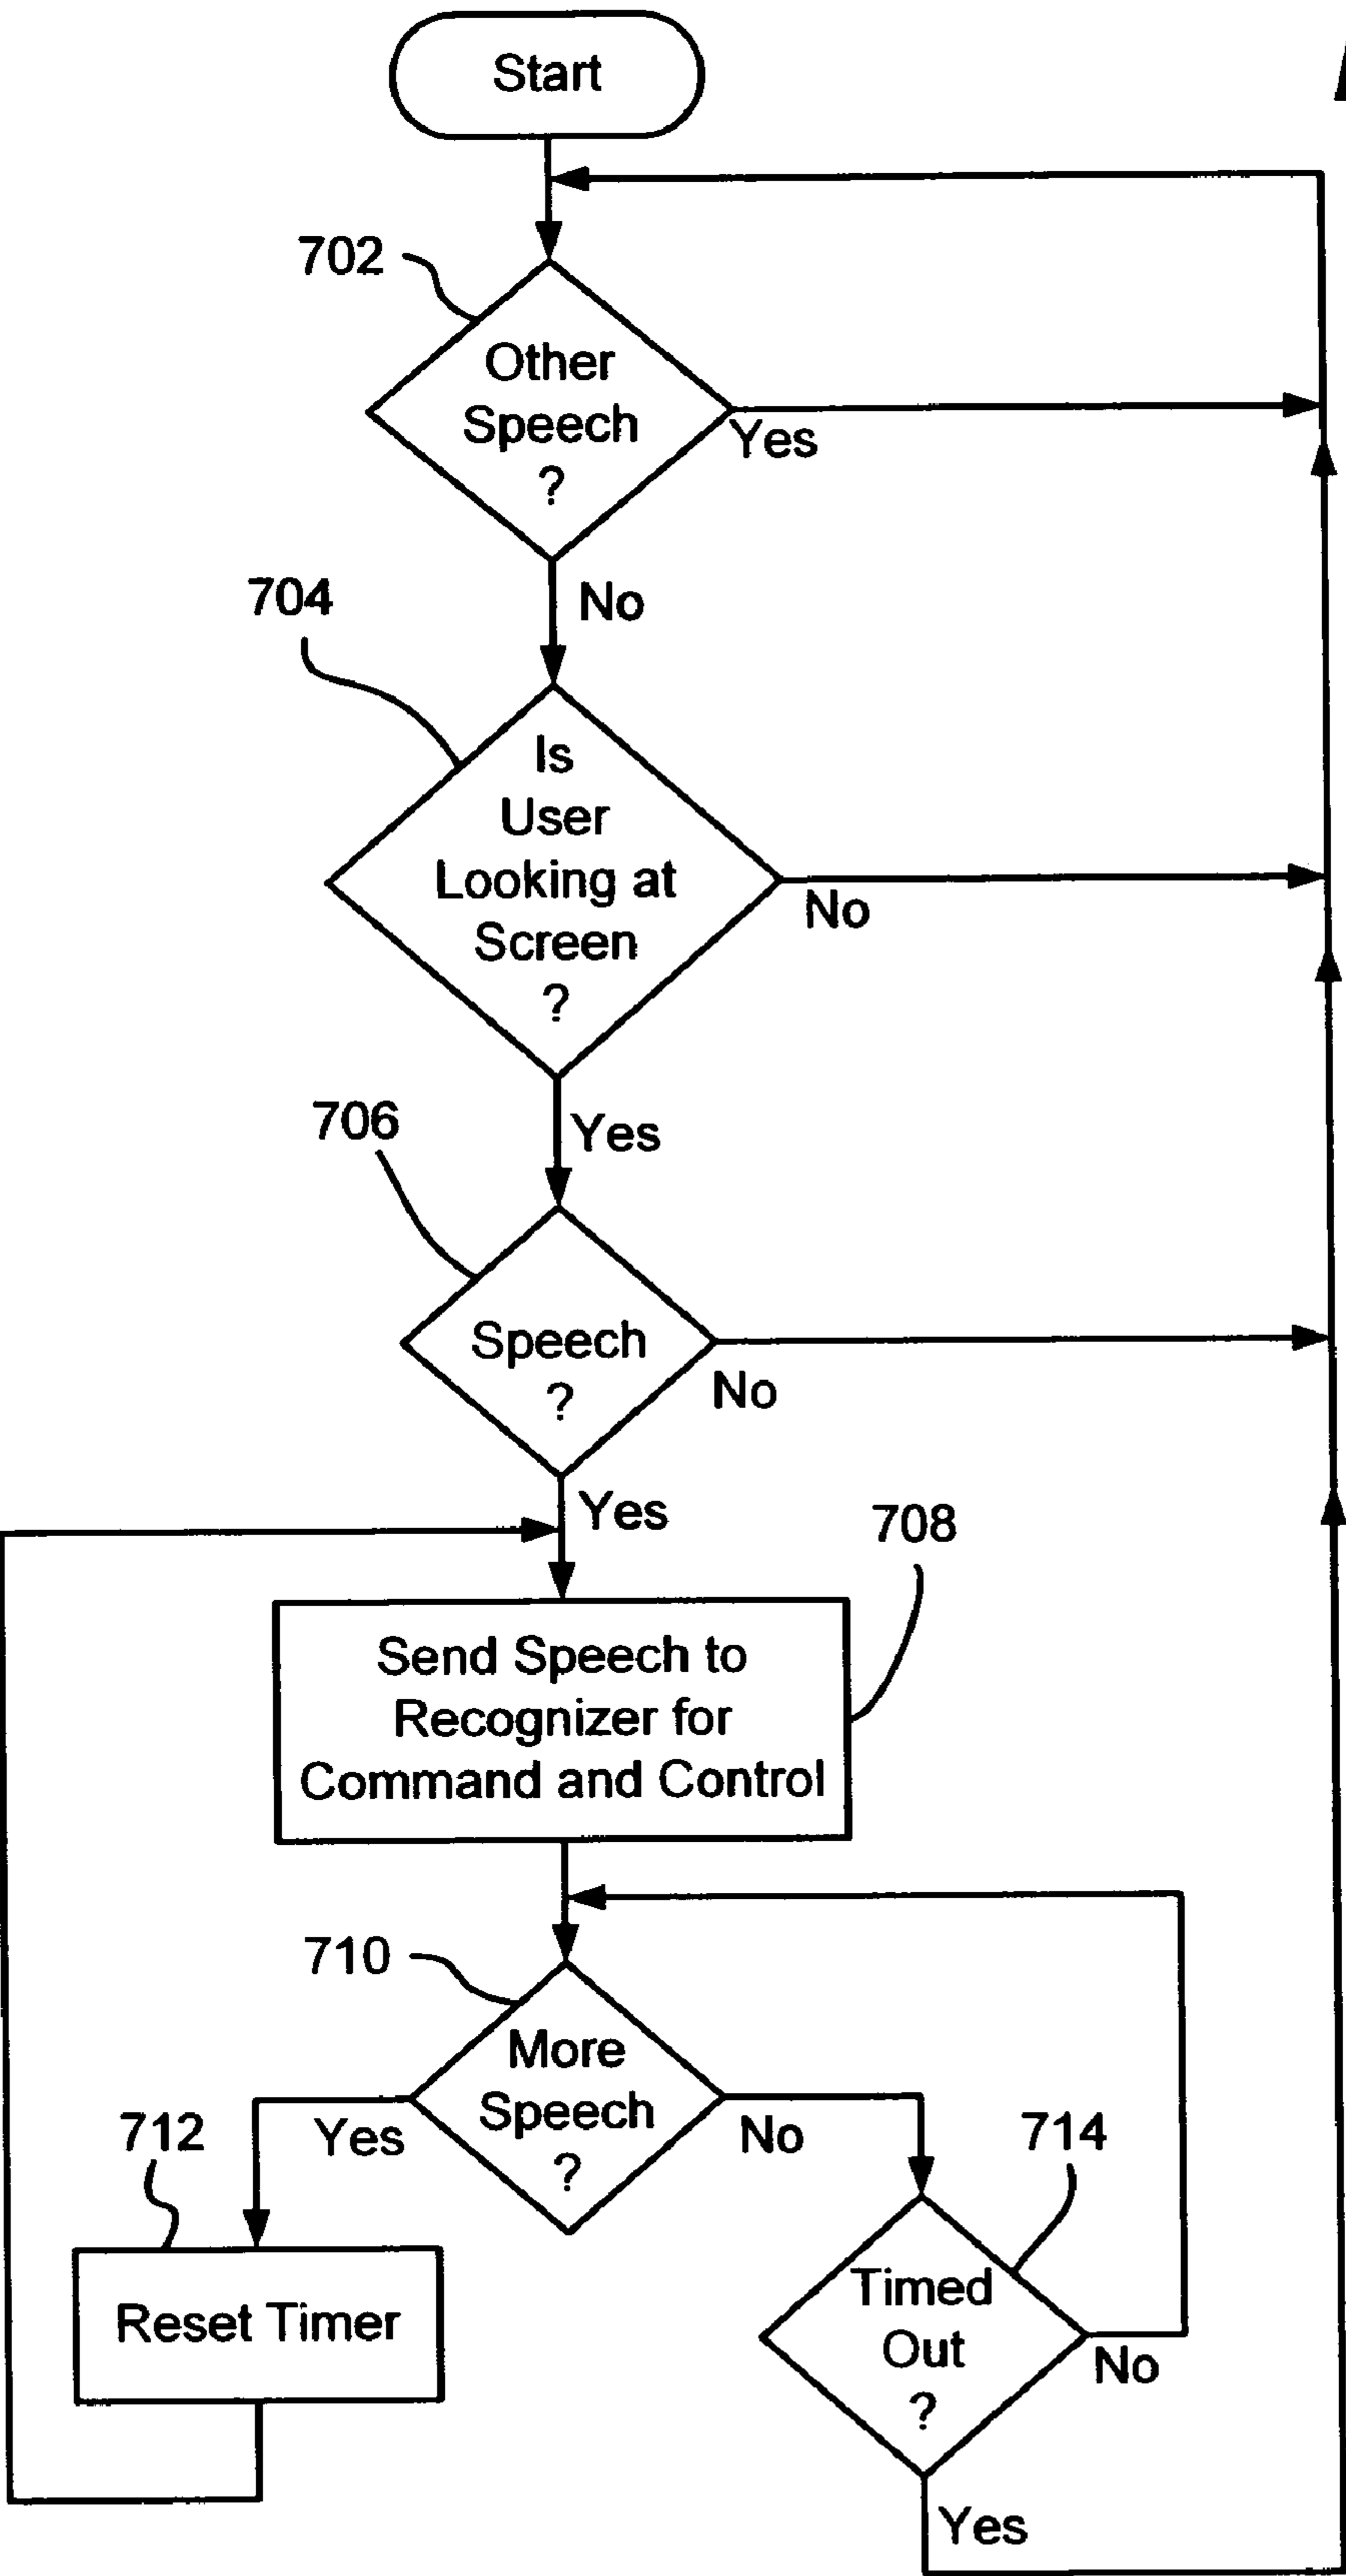 Start
702
Other
Speech
?
Yes
No
704
Is
User
Looking at
Screen
?
No
Yes
706
Speech
?
No
Yes
708
Send Speech to
Recognizer for
Command and Control
710
More
Speech
?
Yes
No
712
714
Reset Timer
Timed
Out
?
No
Yes